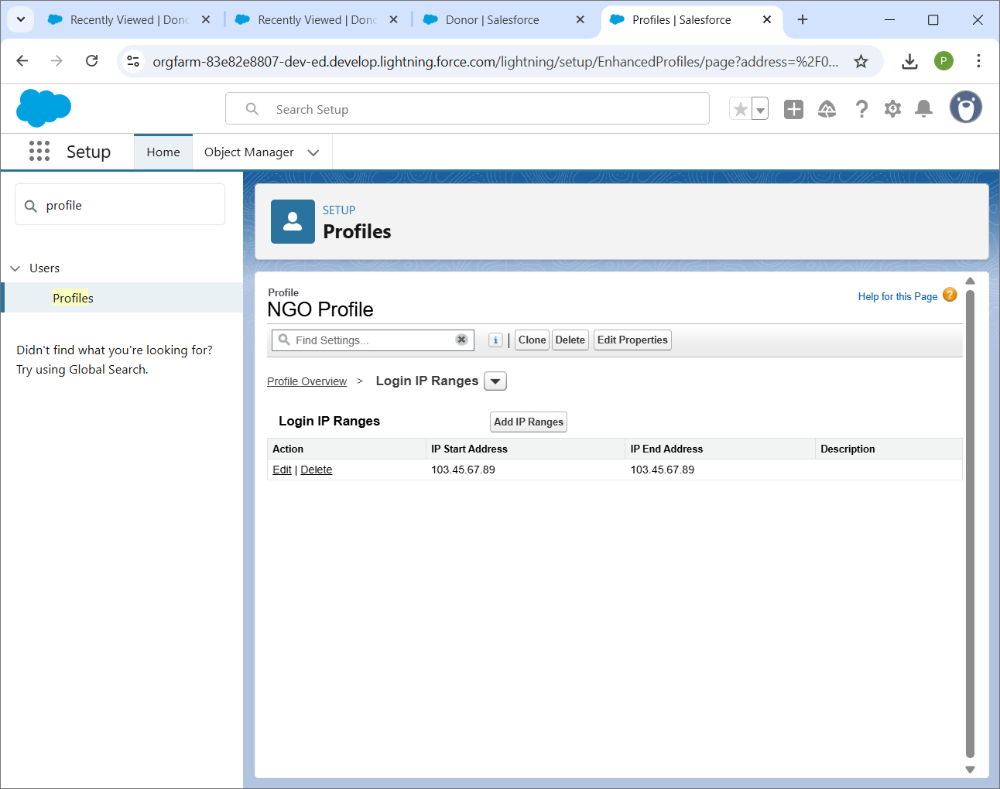 Recently Viewed | Dono
Recently Viewed | Dono
Donor | Salesforce
Profiles | Salesforce
orgfarm-83e82e8807-dev-ed.develop.lightning.force.com/lightning/setup/EnhancedProfiles/page?address=%2F0...
P
Search Setup
Setup
Home
Object Manager
profile
Users
Profiles
Didn't find what you're looking for?
Try using Global Search.
SETUP
Profiles
Profile
NGO Profile
Help for this Page ?
Find Settings...
i | Clone Delete Edit Properties
Profile Overview > Login IP Ranges
Login IP Ranges Add IP Ranges
Action IP Start Address IP End Address Description
Edit | Delete 103.45.67.89 103.45.67.89